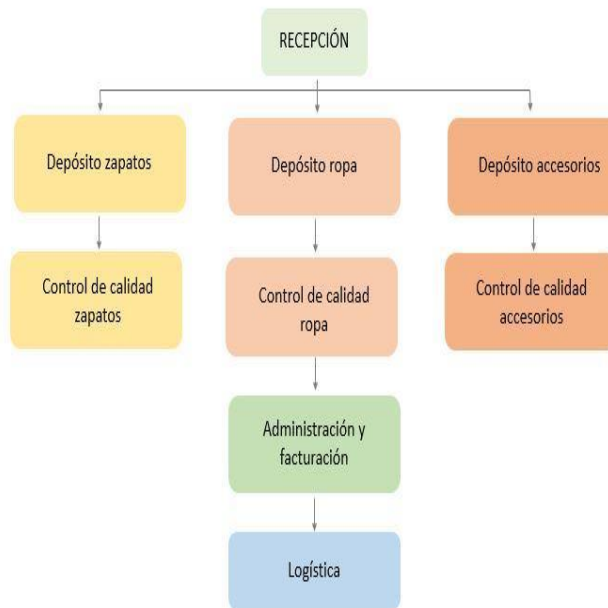 RECEPCIÓN
Depósito zapatos
Depósito ropa
Depósito accesorios
Control de calidad
zapatos
Control de calidad
ropa
Control de calidad
accesorios
Administración y
facturación
Logística